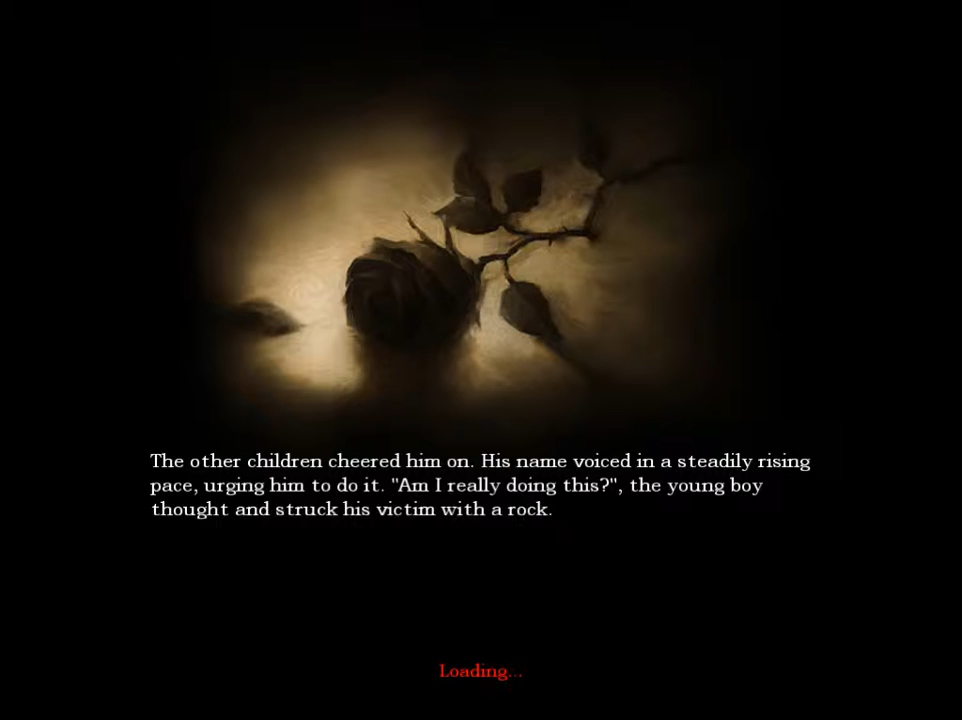 The other children cheered him on. His name voiced in a steadily rising
pace, urging him to do it. "Am I really doing this?", the young boy
thought and struck his victim with a rock.
Loading...